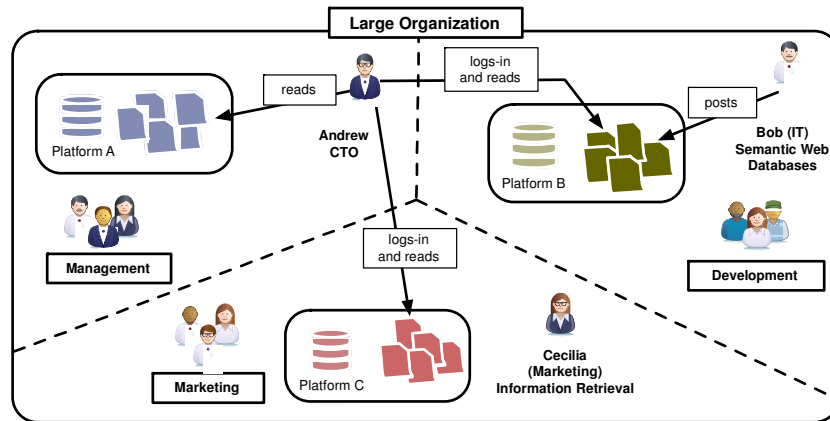 Large Organization
logs-in
and reads
reads
posts
Platform A
Andrew
CTO
Bob (IT)
Semantic Web
Databases
Platform B
logs-in
and reads
Management
Development
Cecilia
(Marketing)
Information Retrieval
Platform C
Marketing